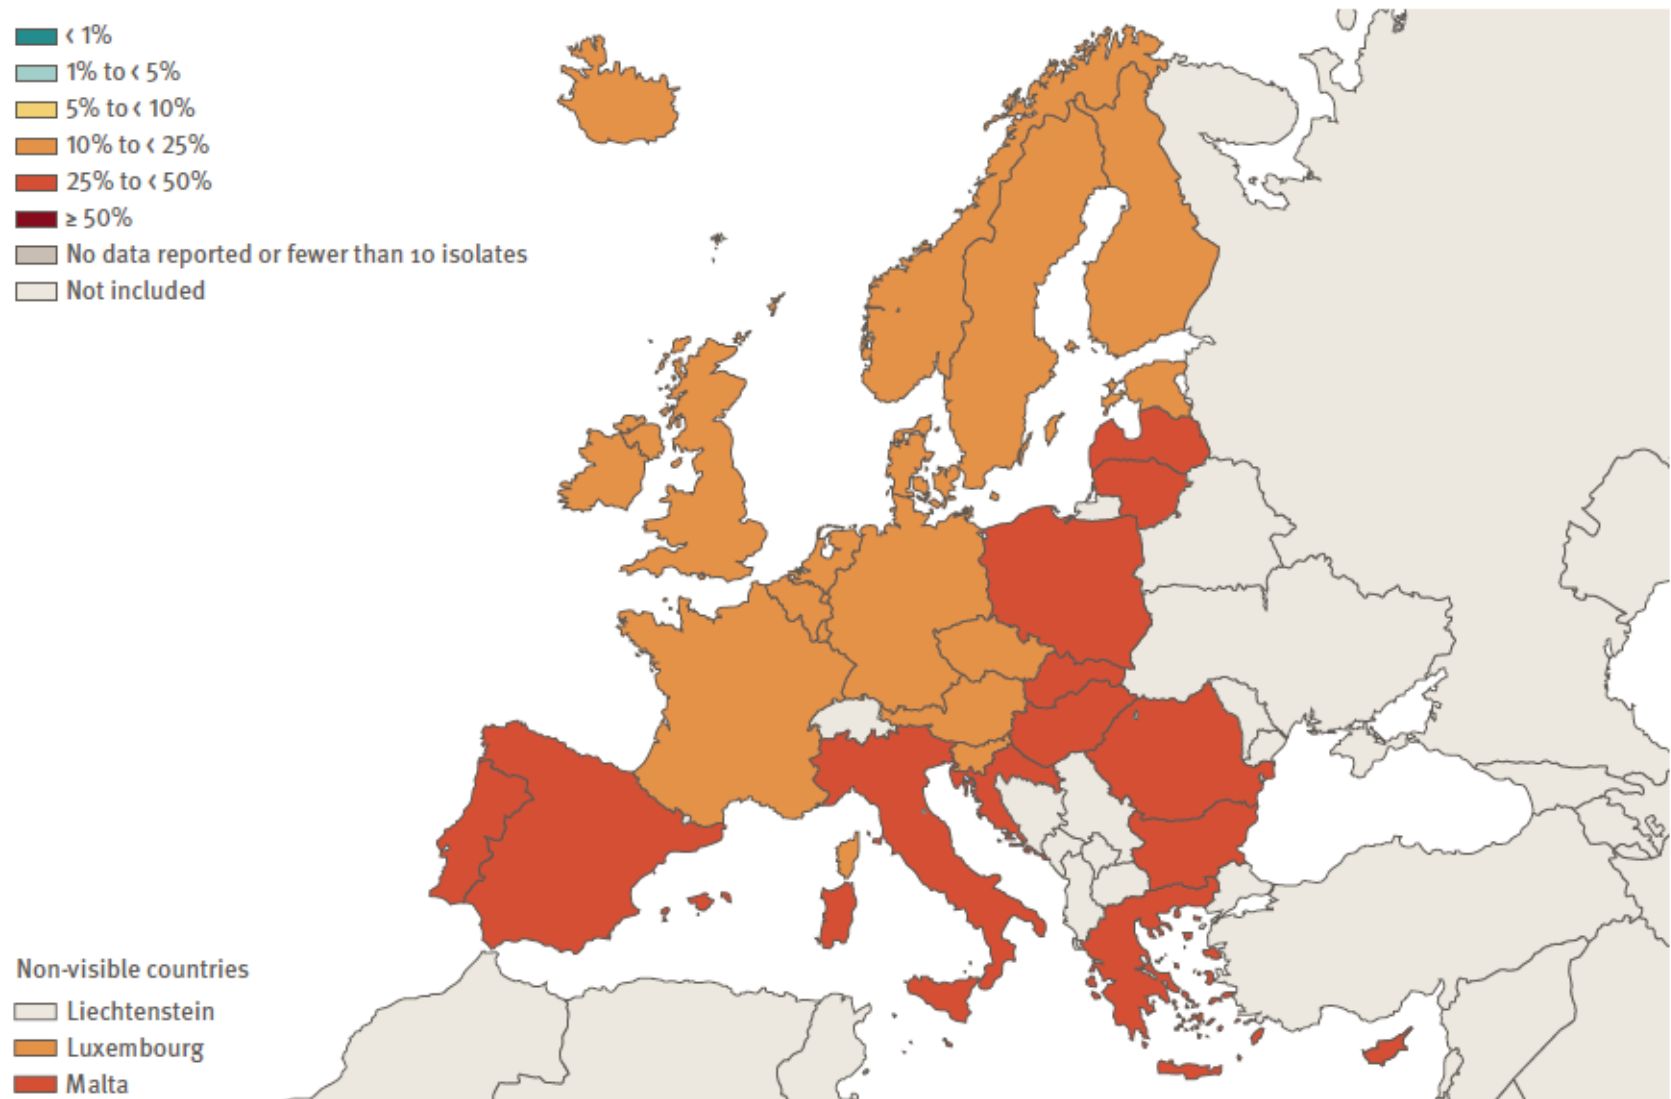 < 1%
1% to < 5%
5% to < 10%
10% to < 25%
25% to < 50%
≥ 50%
No data reported or fewer than 10 isolates
Not included
Non-visible countries
Liechtenstein
Luxembourg
Malta